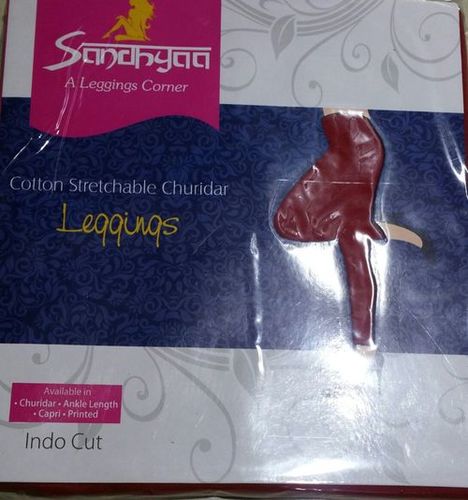 Sandhyaa
A Leggings Corner
Cotton Stretchable Churidar
Leggings
Available in
• Churidar • Ankle Length
• Capri • Printed
Indo Cut